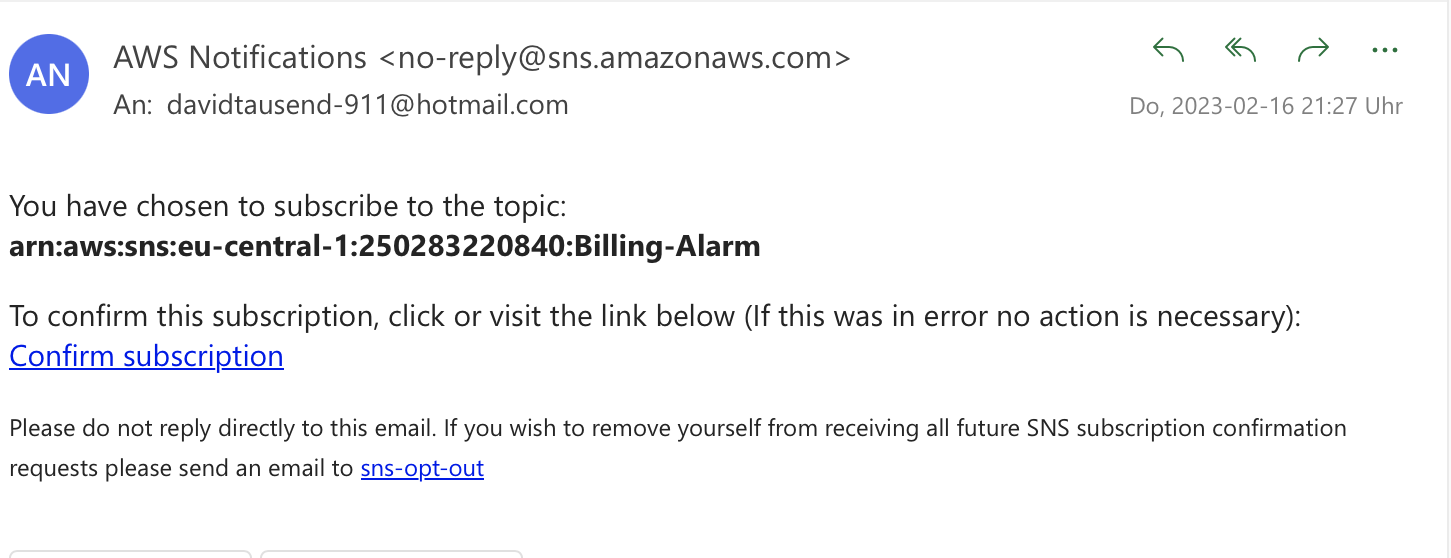 AN
AWS Notifications <no-reply@sns.amazonaws.com>
An: davidtausend-911@hotmail.com
Do, 2023-02-16 21:27 Uhr
You have chosen to subscribe to the topic:
arn:aws:sns:eu-central-1:250283220840:Billing-Alarm
To confirm this subscription, click or visit the link below (If this was in error no action is necessary):
Confirm subscription
Please do not reply directly to this email. If you wish to remove yourself from receiving all future SNS subscription confirmation
requests please send an email to sns-opt-out